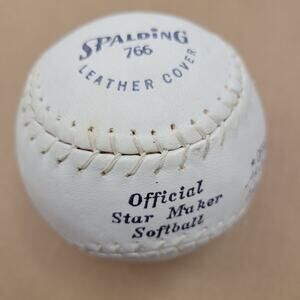 SPALDING
766
LEATHER COVER
Official
Star Maker
Softball